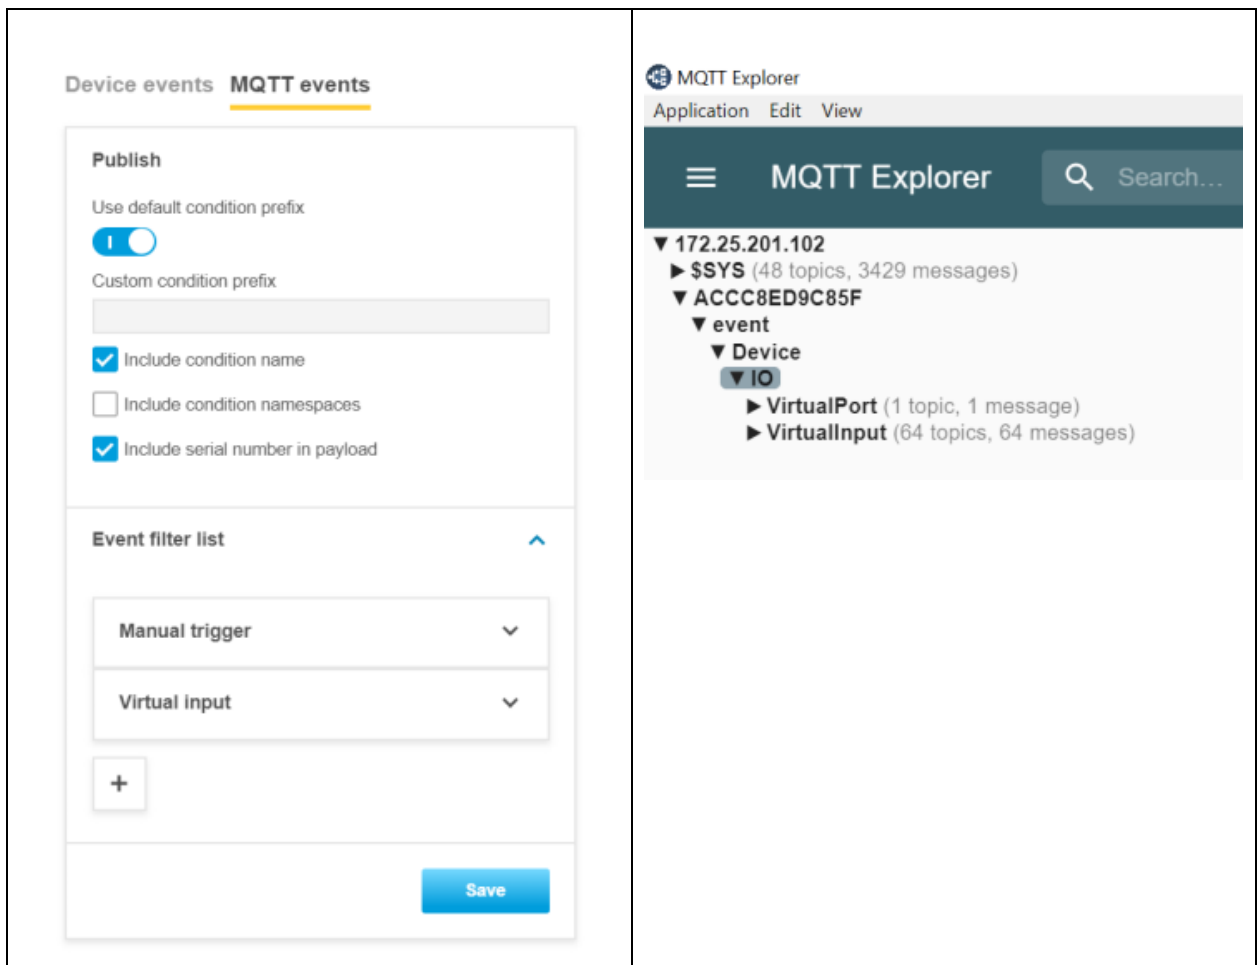 Device events MQTT events
Publish
Use default condition prefix
Custom condition prefix
Include condition name
Include condition namespaces
Include serial number in payload
Event filter list
Manual trigger
Virtual input
+
Save
MQTT Explorer
Application Edit View
MQTT Explorer Search...
172.25.201.102
$SYS (48 topics, 3429 messages)
ACCC8ED9C85F
event
Device
IO
VirtualPort (1 topic, 1 message)
VirtualInput (64 topics, 64 messages)